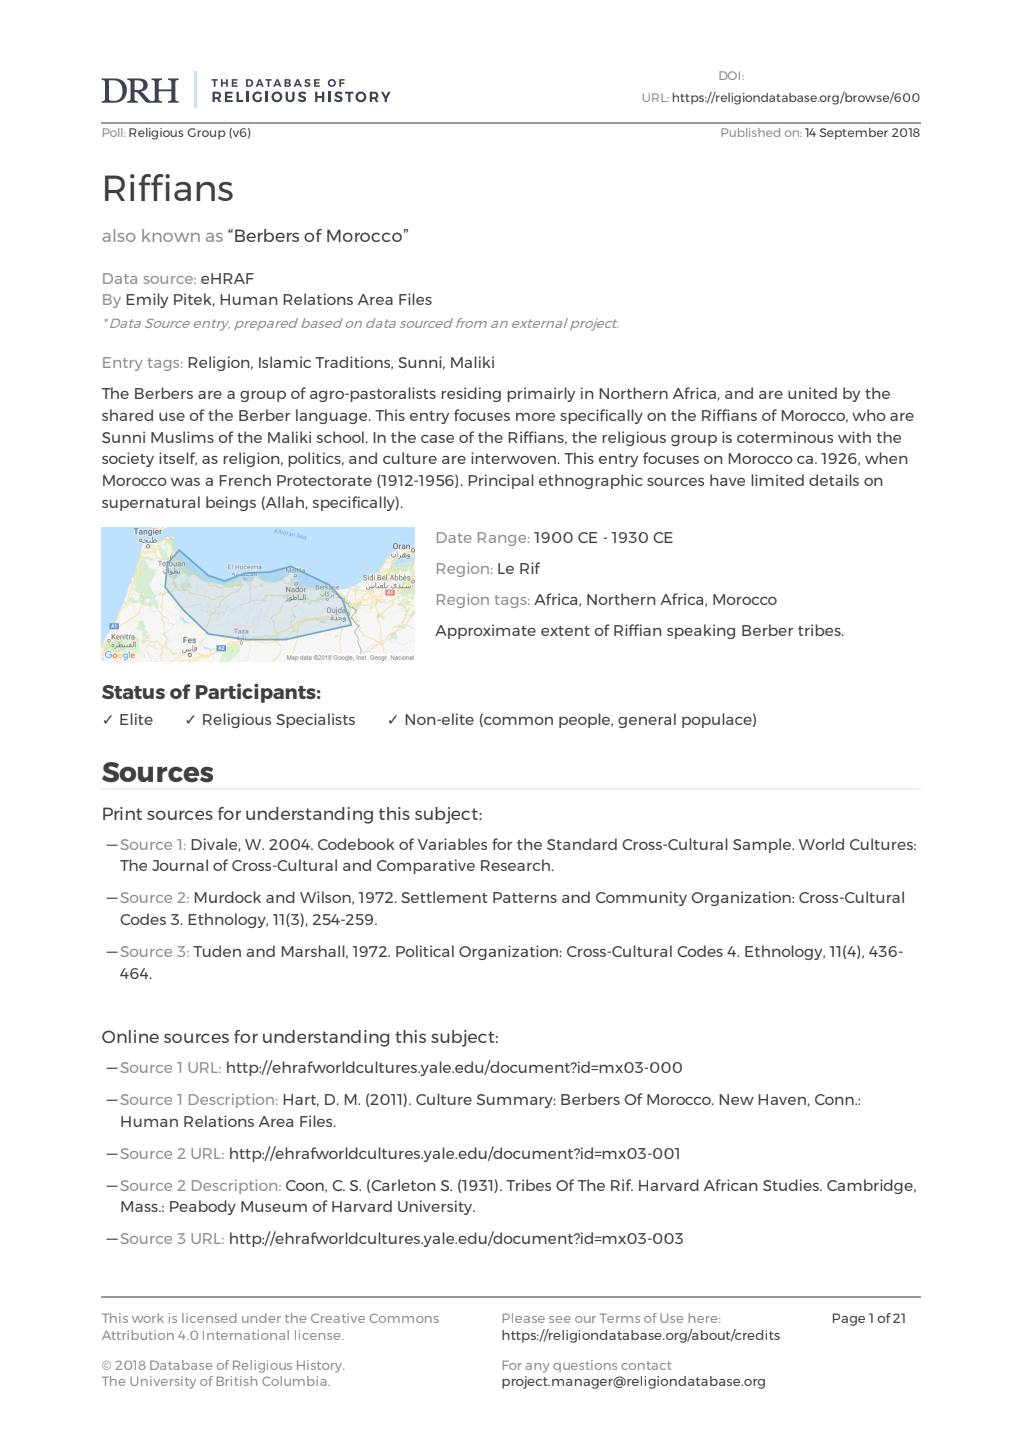 DRH
THE DATABASE OF
RELIGIOUS HISTORY
DOI:
URL: https://religiondatabase.org/browse/600
Poll: Religious Group (v6)
Published on: 14 September 2018
Riffians
also known as “Berbers of Morocco”
Data source: eHRAF
By Emily Pitek, Human Relations Area Files
* Data Source entry, prepared based on data sourced from an external project.
Entry tags: Religion, Islamic Traditions, Sunni, Maliki
The Berbers are a group of agro-pastoralists residing primairly in Northern Africa, and are united by the
shared use of the Berber language. This entry focuses more specifically on the Riffians of Morocco, who are
Sunni Muslims of the Maliki school. In the case of the Riffians, the religious group is coterminous with the
society itself, as religion, politics, and culture are interwoven. This entry focuses on Morocco ca. 1926, when
Morocco was a French Protectorate (1912-1956). Principal ethnographic sources have limited details on
supernatural beings (Allah, specifically).
Tangier
طنجة
Alboran Sea
Oran
وهران
Tetouan
تطوان
El Hoceima
Melilla
Nador
الناظور
Berkane
بركان
Sidi Bel Abbès
سيدي بلعباس
A1
Oujda
وجدة
A1
Kenitra
القنيطرة
Fes
فاس
Taza
تازة
A2
Google
Map data ©2018 Google, Inst. Geogr. Nacional
Date Range: 1900 CE - 1930 CE
Region: Le Rif
Region tags: Africa, Northern Africa, Morocco
Approximate extent of Riffian speaking Berber tribes.
Status of Participants:
✓ Elite ✓ Religious Specialists ✓ Non-elite (common people, general populace)
Sources
Print sources for understanding this subject:
— Source 1: Divale, W. 2004. Codebook of Variables for the Standard Cross-Cultural Sample. World Cultures:
The Journal of Cross-Cultural and Comparative Research.
— Source 2: Murdock and Wilson, 1972. Settlement Patterns and Community Organization: Cross-Cultural
Codes 3. Ethnology, 11(3), 254-259.
— Source 3: Tuden and Marshall, 1972. Political Organization: Cross-Cultural Codes 4. Ethnology, 11(4), 436-
464.
Online sources for understanding this subject:
— Source 1 URL: http://ehrafworldcultures.yale.edu/document?id=mx03-000
— Source 1 Description: Hart, D. M. (2011). Culture Summary: Berbers Of Morocco. New Haven, Conn.:
Human Relations Area Files.
— Source 2 URL: http://ehrafworldcultures.yale.edu/document?id=mx03-001
— Source 2 Description: Coon, C. S. (Carleton S. (1931). Tribes Of The Rif. Harvard African Studies. Cambridge,
Mass.: Peabody Museum of Harvard University.
— Source 3 URL: http://ehrafworldcultures.yale.edu/document?id=mx03-003
This work is licensed under the Creative Commons
Attribution 4.0 International license.
© 2018 Database of Religious History.
The University of British Columbia.
Please see our Terms of Use here:
https://religiondatabase.org/about/credits
For any questions contact
project.manager@religiondatabase.org
Page 1 of 21